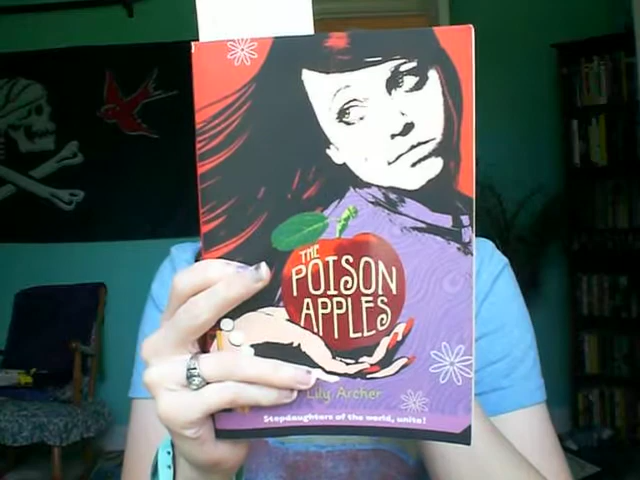 THE
POISON
APPLES
Lily Archer
Stepdaughters of the world, unite!